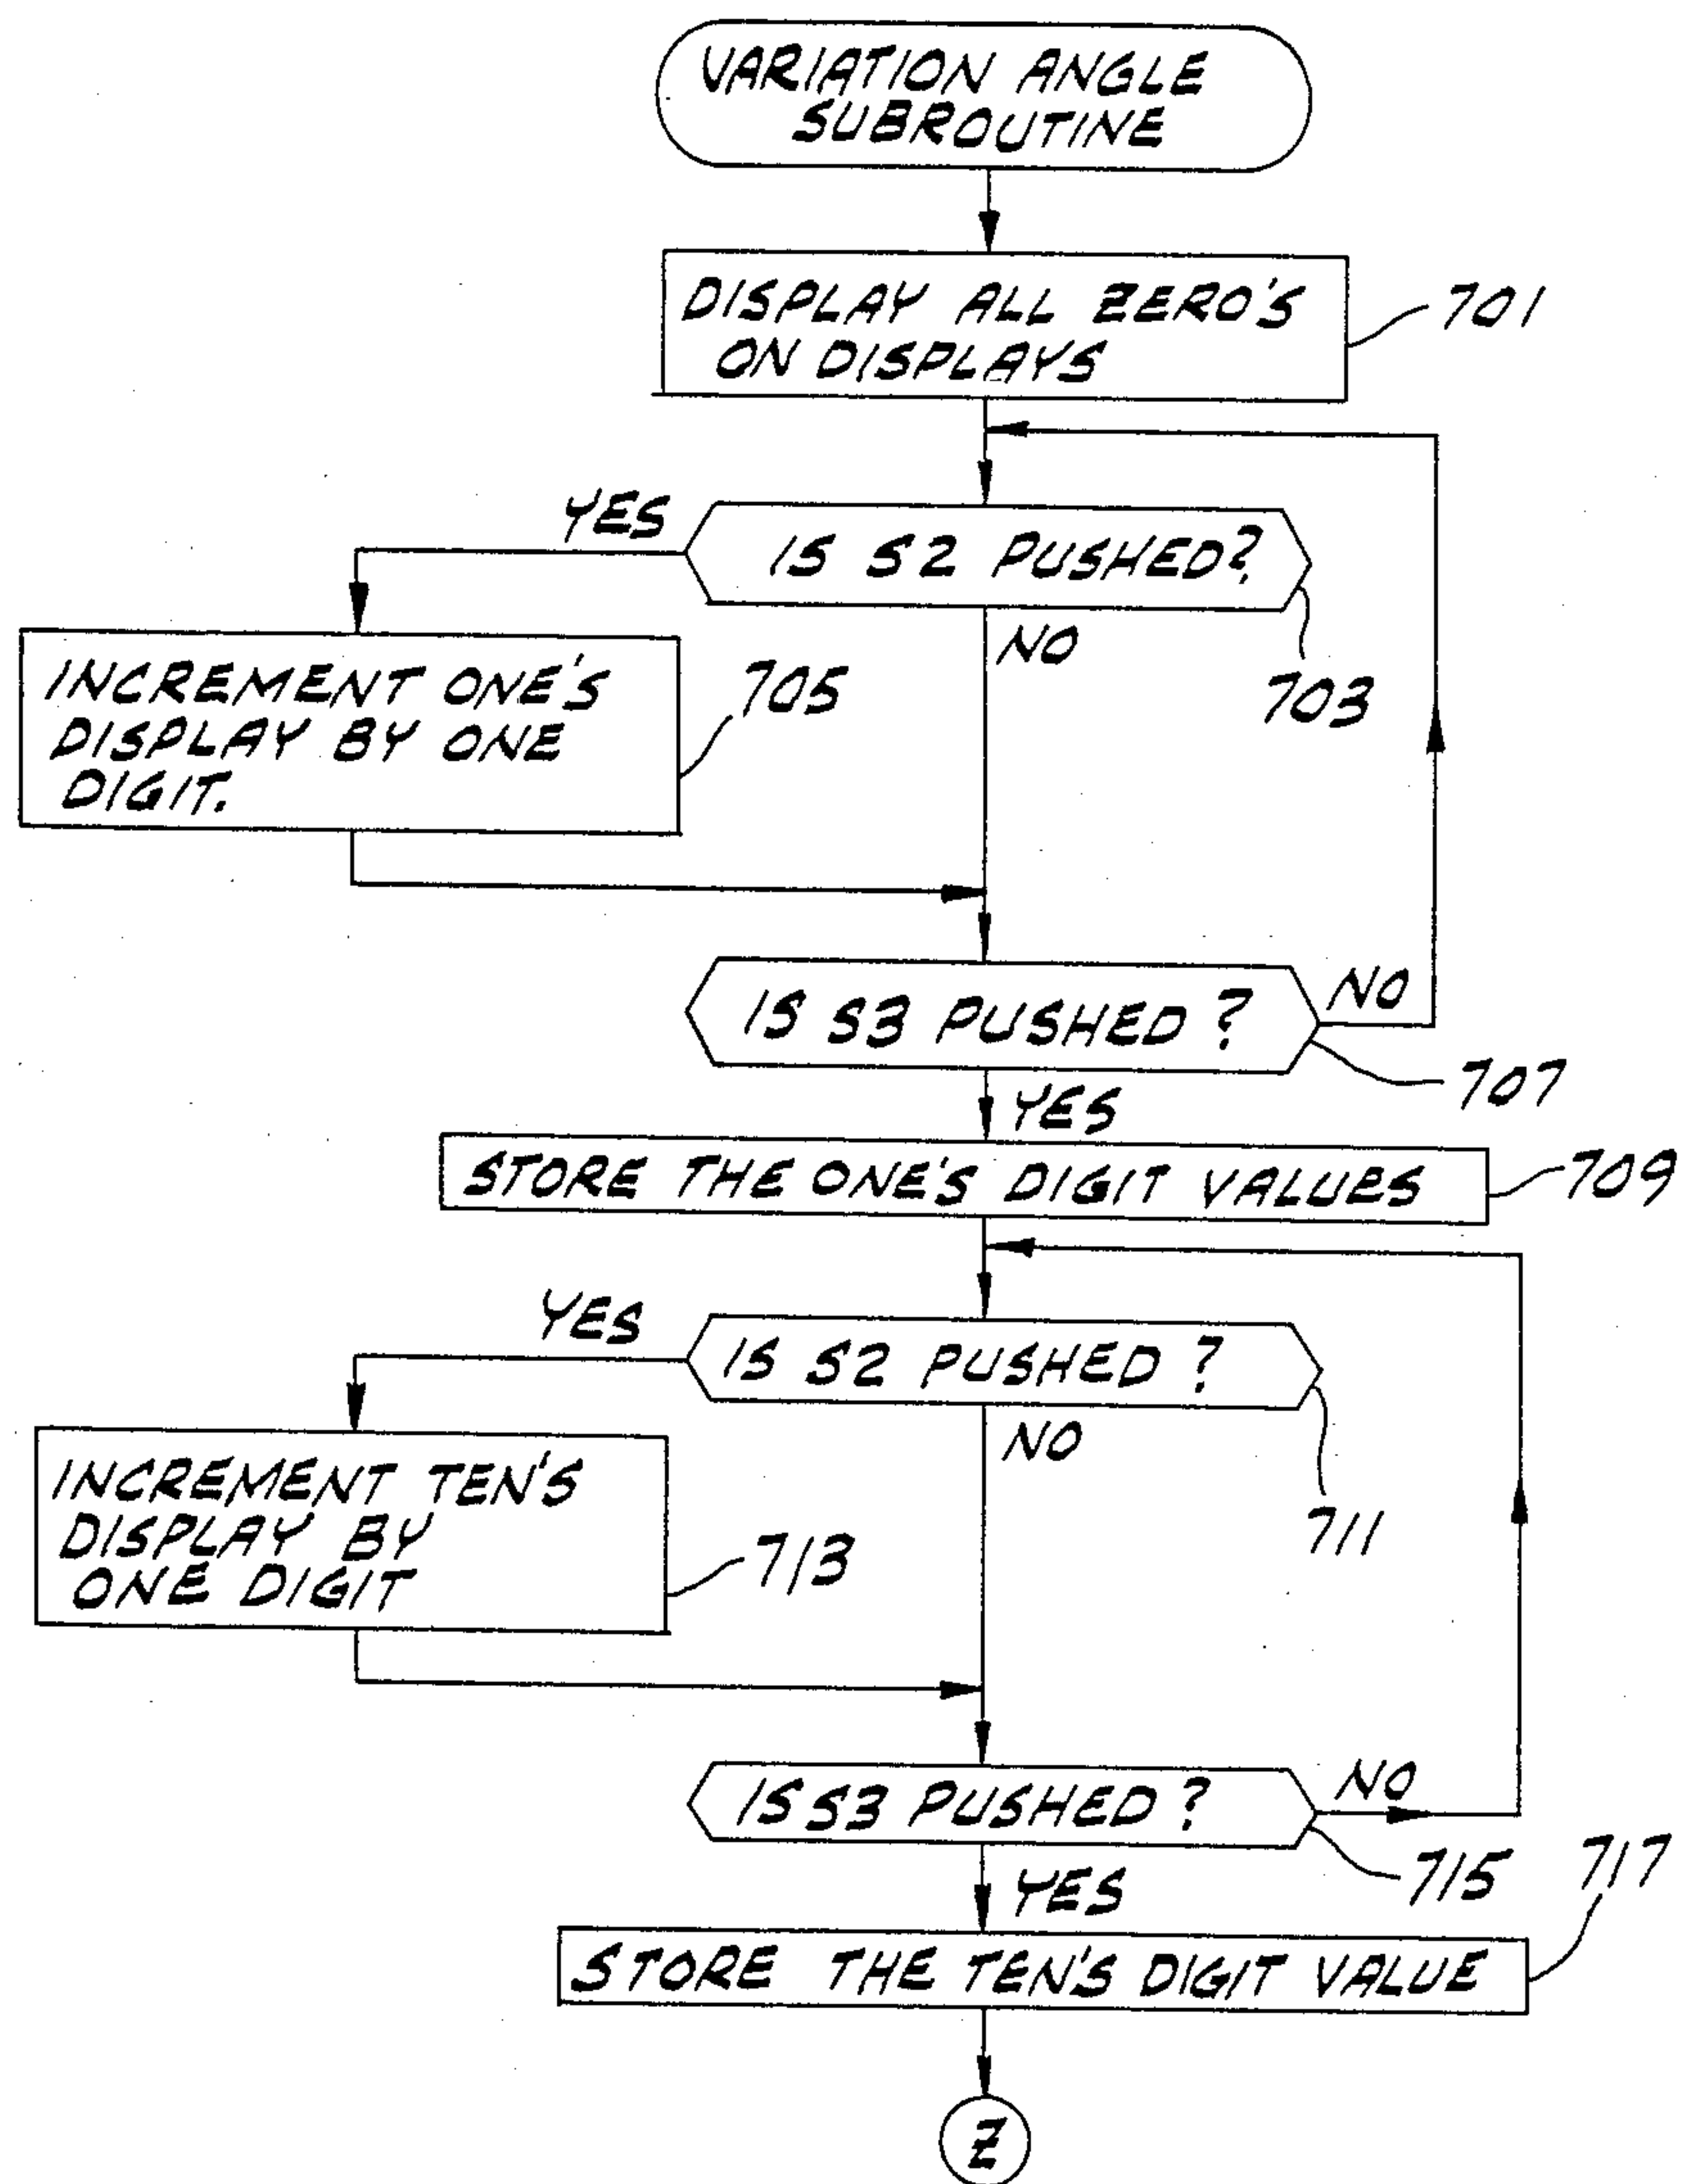 VARIATION ANGLE
SUBROUTINE
DISPLAY ALL ZERO'S
ON DISPLAYS
701
YES
IS S2 PUSHED?
NO
703
INCREMENT ONE'S
DISPLAY BY ONE
DIGIT.
705
IS S3 PUSHED?
NO
707
YES
STORE THE ONE'S DIGIT VALUES
709
YES
IS S2 PUSHED?
NO
711
INCREMENT TEN'S
DISPLAY BY
ONE DIGIT
713
IS S3 PUSHED?
NO
715
717
YES
STORE THE TEN'S DIGIT VALUE
Z